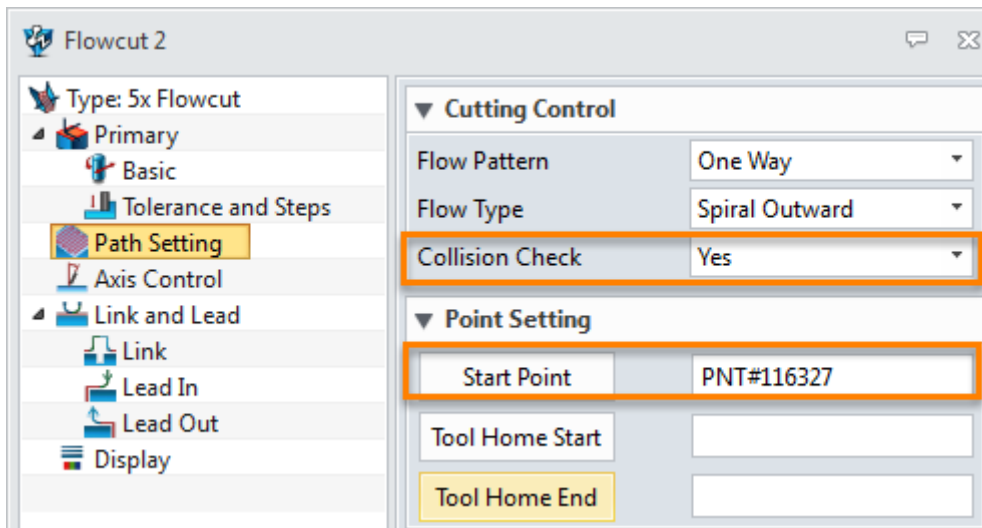 Flowcut 2
Type: 5x Flowcut
Primary
Basic
Tolerance and Steps
Path Setting
Axis Control
Link and Lead
Link
Lead In
Lead Out
Display
Cutting Control
Flow Pattern One Way
Flow Type Spiral Outward
Collision Check Yes
Point Setting
Start Point PNT#116327
Tool Home Start
Tool Home End